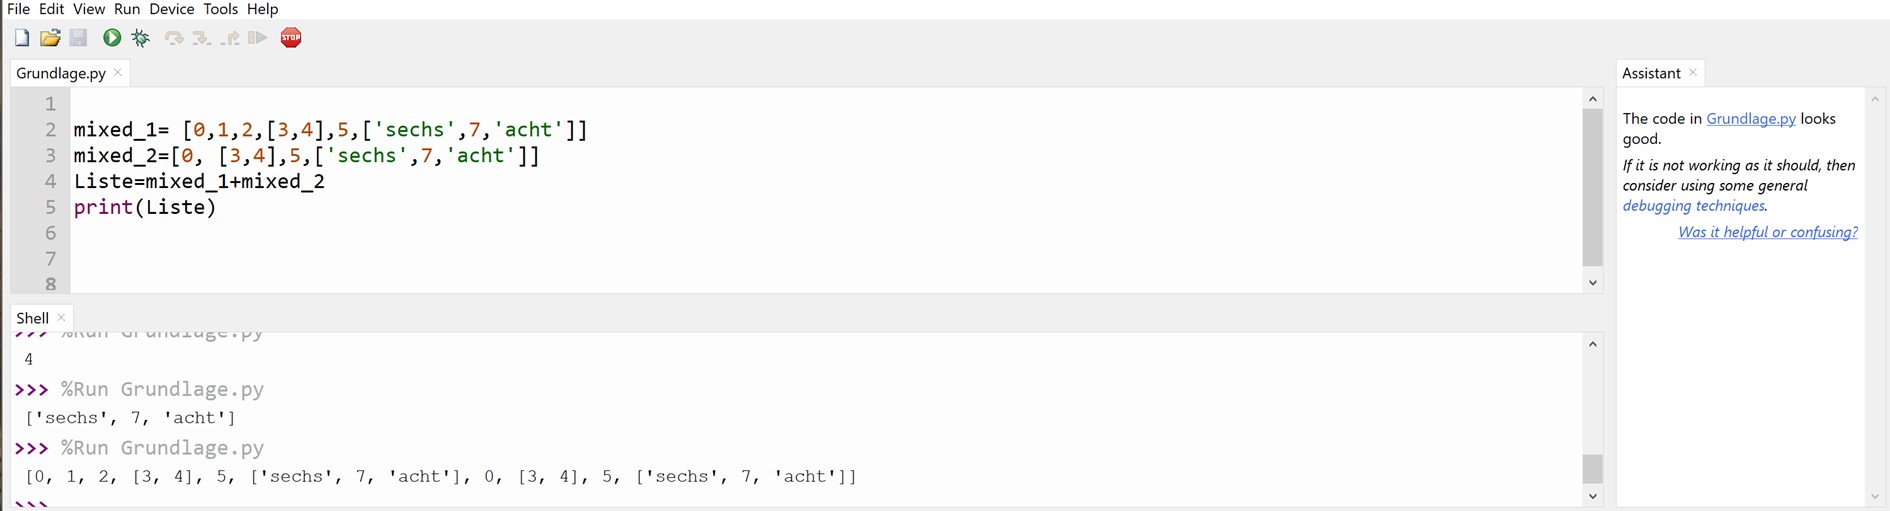 File Edit View Run Device Tools Help
STOP
Grundlage.py ×
Assistant ×
1
2 mixed_1= [0,1,2,[3,4],5,['sechs',7,'acht']]
3 mixed_2=[0, [3,4],5,['sechs',7,'acht']]
4 Liste=mixed_1+mixed_2
5 print(Liste)
6
7
8
The code in Grundlage.py looks
good.
If it is not working as it should, then
consider using some general
debugging techniques.
Was it helpful or confusing?
Shell ×
>>> %Run Grundlage.py
4
>>> %Run Grundlage.py
['sechs', 7, 'acht']
>>> %Run Grundlage.py
[0, 1, 2, [3, 4], 5, ['sechs', 7, 'acht'], 0, [3, 4], 5, ['sechs', 7, 'acht']]
>>>